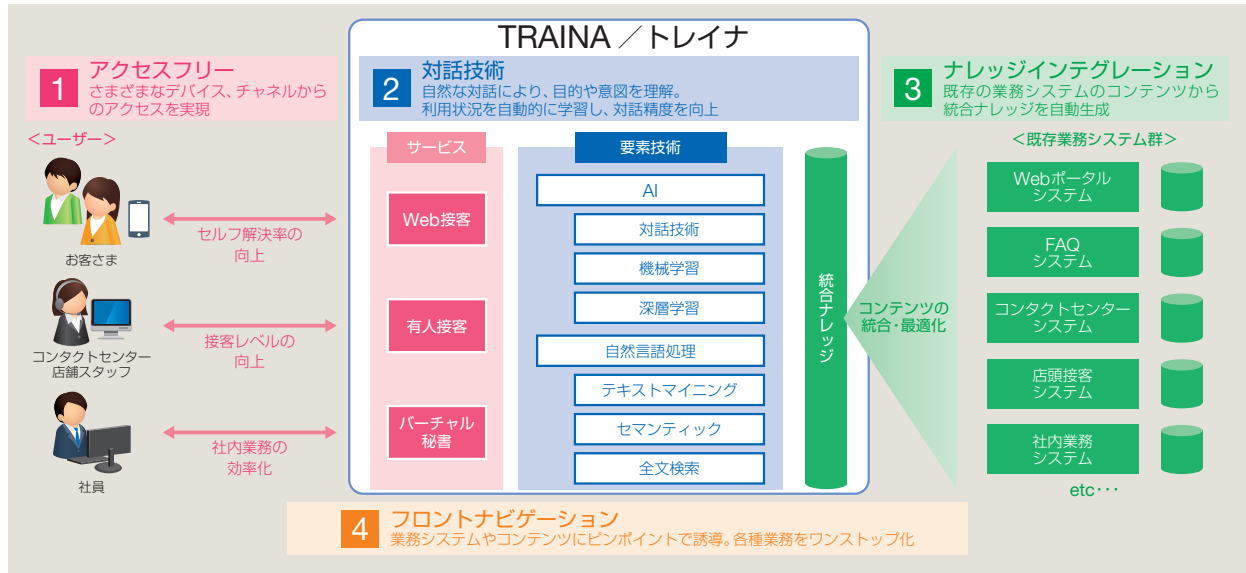 TRAINA ／トレイナ
1
アクセスフリー
さまざまなデバイス、チャネルから
のアクセスを実現
＜ユーザー＞
お客さま
セルフ解決率の
向上
コンタクトセンター
店舗スタッフ
接客レベルの
向上
社員
社内業務の
効率化
2
対話技術
自然な対話により、目的や意図を理解。
利用状況を自動的に学習し、対話精度を向上
サービス
Web接客
有人接客
バーチャル
秘書
要素技術
AI
対話技術
機械学習
深層学習
自然言語処理
テキストマイニング
セマンティック
全文検索
統合ナレッジ
コンテンツの
統合・最適化
3
ナレッジインテグレーション
既存の業務システムのコンテンツから
統合ナレッジを自動生成
＜既存業務システム群＞
Webポータル
システム
FAQ
システム
コンタクトセンター
システム
店頭接客
システム
社内業務
システム
etc･･･
4
フロントナビゲーション
業務システムやコンテンツにピンポイントで誘導。各種業務をワンストップ化